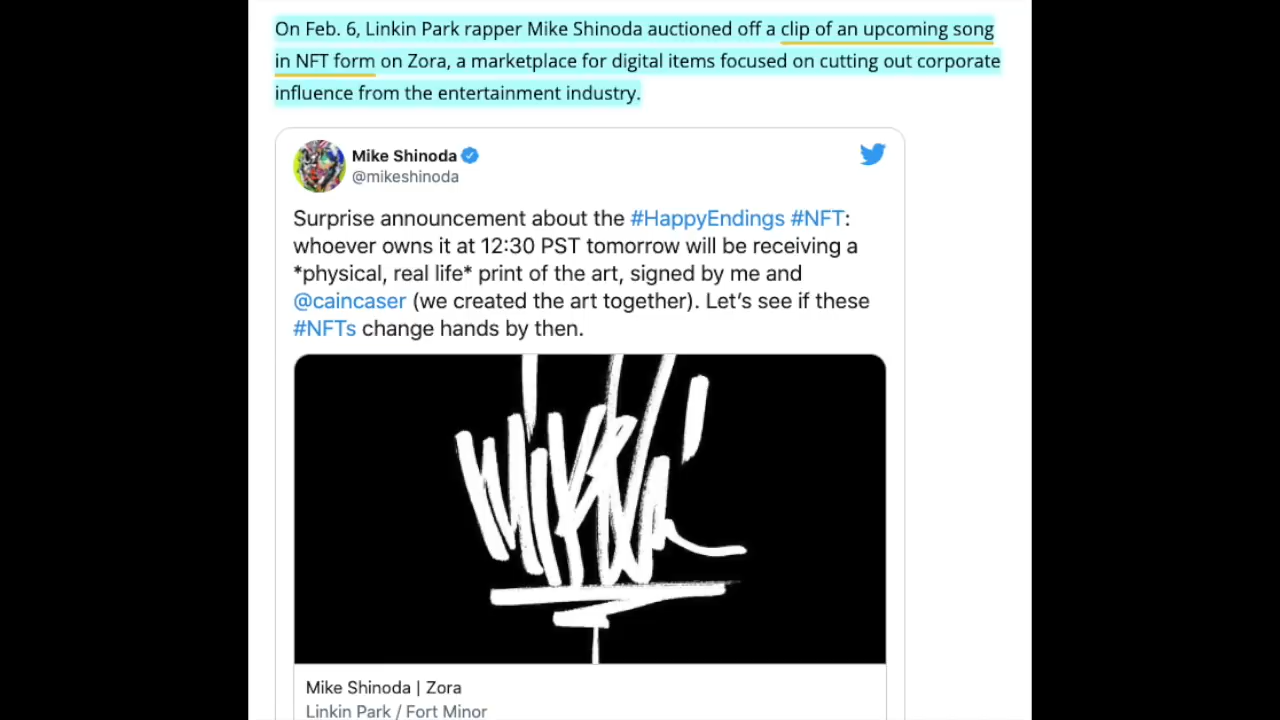 On Feb. 6, Linkin Park rapper Mike Shinoda auctioned off a clip of an upcoming song
in NFT form on Zora, a marketplace for digital items focused on cutting out corporate
influence from the entertainment industry.
Mike Shinoda
@mikeshinoda
Surprise announcement about the #HappyEndings #NFT:
whoever owns it at 12:30 PST tomorrow will be receiving a
*physical, real life* print of the art, signed by me and
@caincaser (we created the art together). Let’s see if these
#NFTs change hands by then.
Mike Shinoda | Zora
Linkin Park / Fort Minor